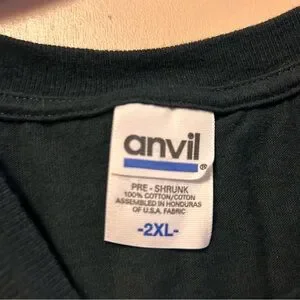 anvil
®
PRE - SHRUNK
100% COTTON/COTON
ASSEMBLED IN HONDURAS
OF U.S.A. FABRIC
-2XL-